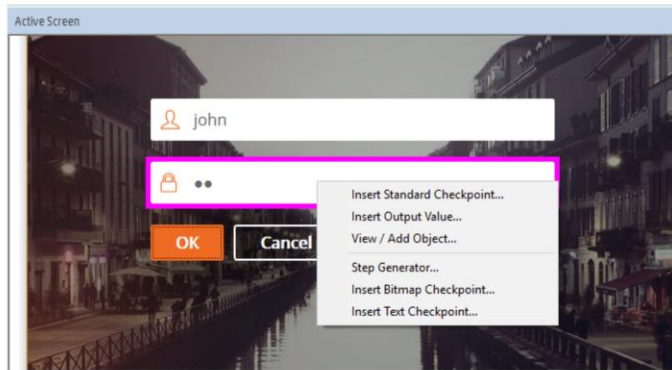 Active Screen
john
••
Insert Standard Checkpoint...
Insert Output Value...
View / Add Object...
OK
Cancel
Step Generator...
Insert Bitmap Checkpoint...
Insert Text Checkpoint...